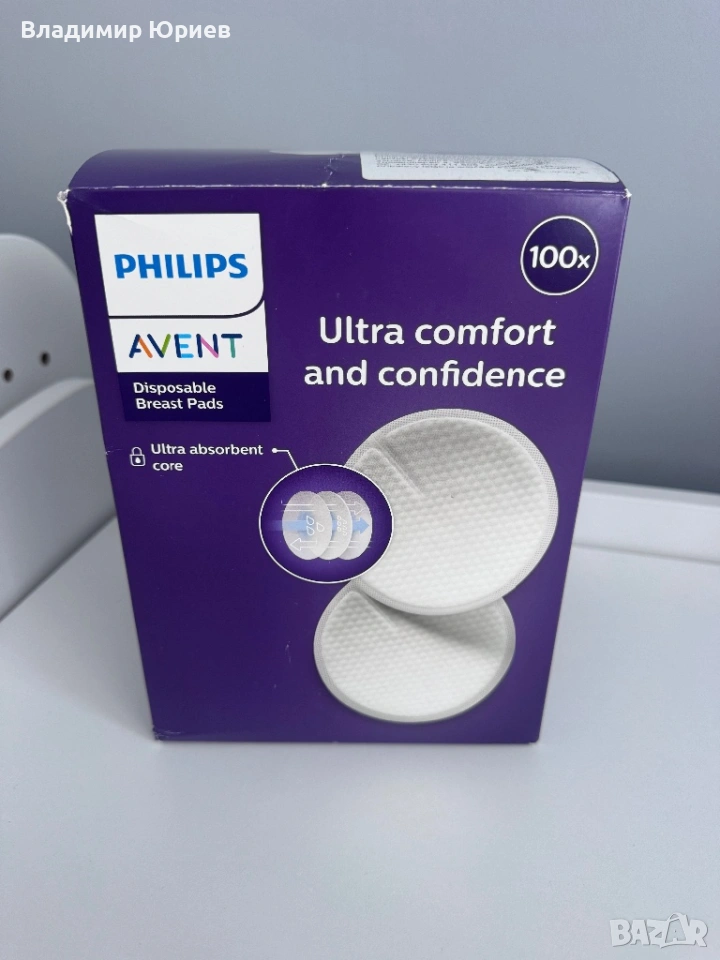 Владимир Юриев
PHILIPS
AVENT
Disposable
Breast Pads
100x
Ultra comfort
and confidence
Ultra absorbent
core
BAZAR